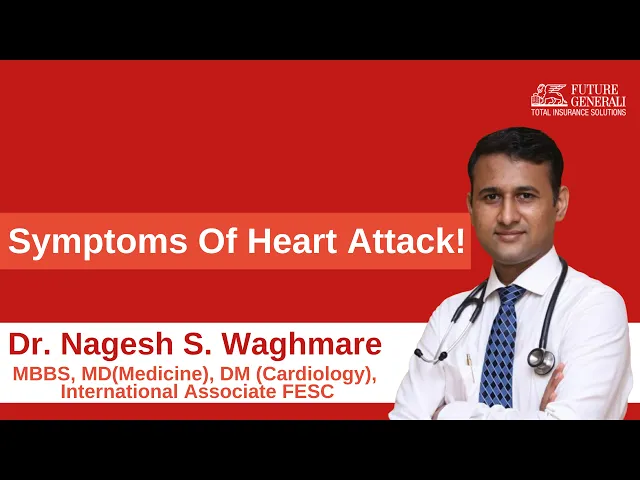 FUTURE
GENERALI
TOTAL INSURANCE SOLUTIONS
Symptoms Of Heart Attack!
Dr. Nagesh S. Waghmare
MBBS, MD(Medicine), DM (Cardiology),
International Associate FESC